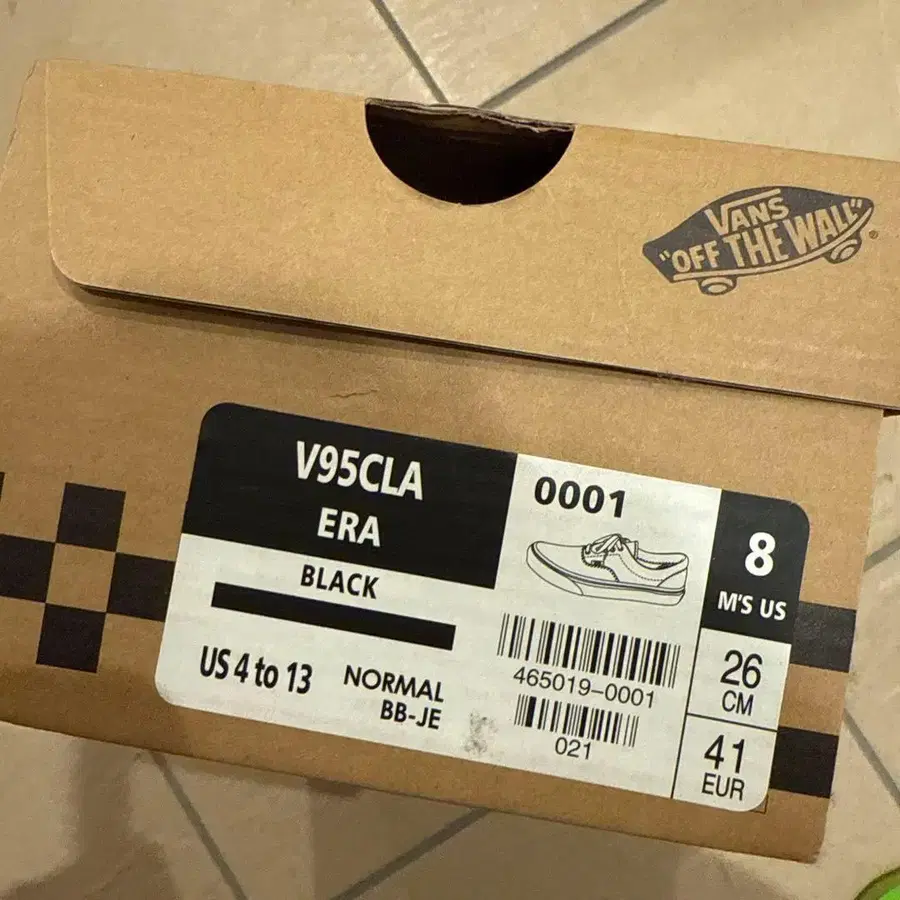 VANS
"OFF THE WALL"®
V95CLA
ERA
BLACK
US 4 to 13
NORMAL
BB-JE
0001
465019-0001
021
8
M'S US
26
CM
41
EUR